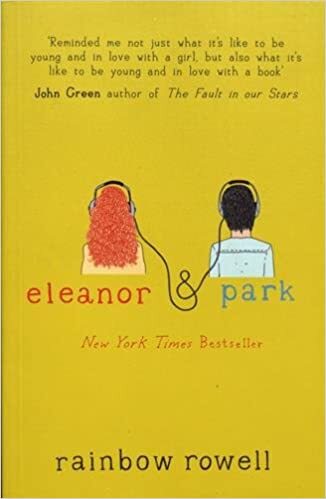 'Reminded me not just what it's like to be
young and in love with a girl, but also what it's
like to be young and in love with a book'
John Green author of The Fault in our Stars
eleanor & park
New York Times Bestseller
rainbow rowell